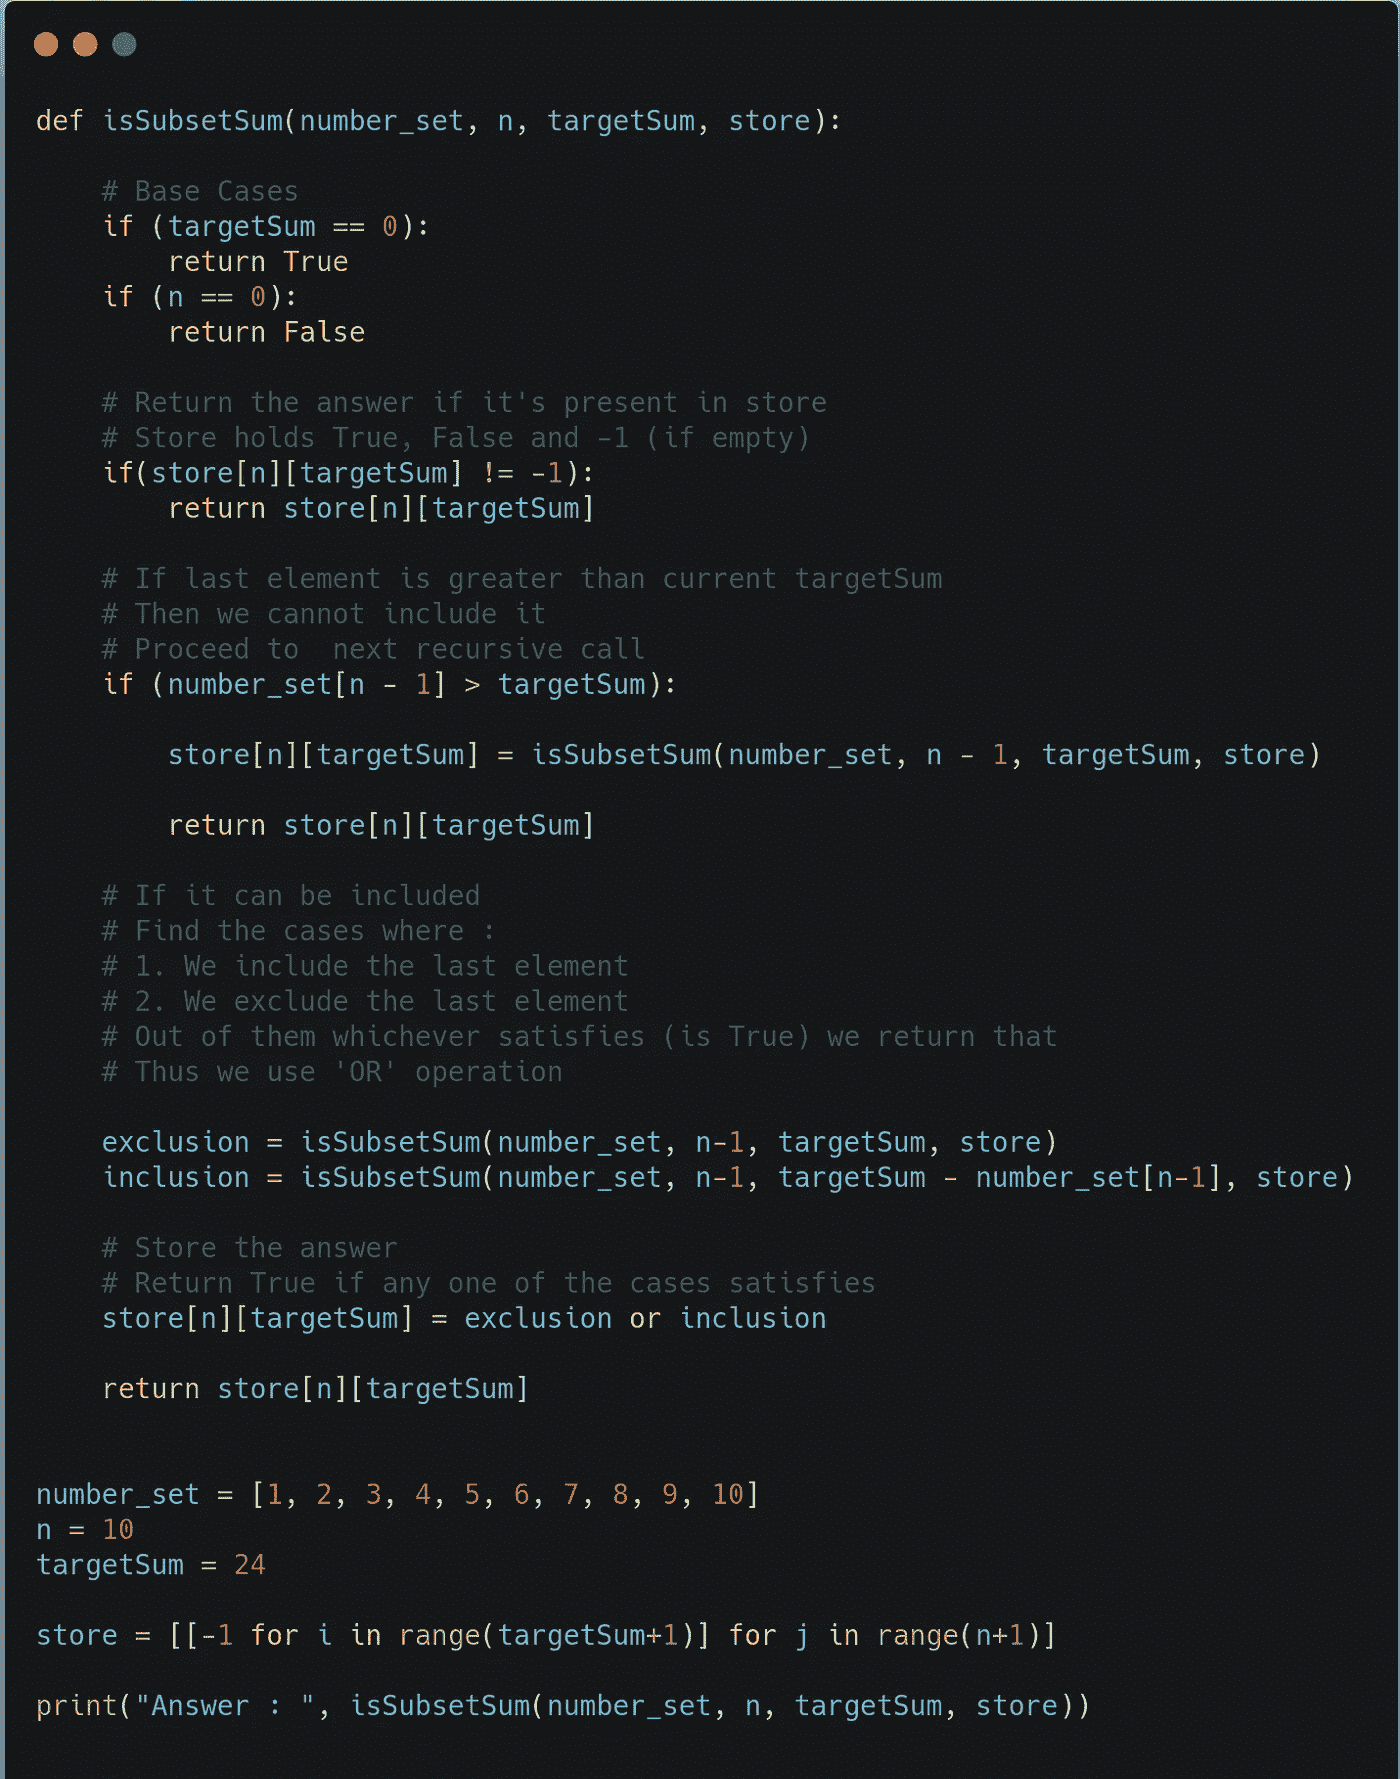 def isSubsetSum(number_set, n, targetSum, store):
    # Base Cases
    if (targetSum == 0):
        return True
    if (n == 0):
        return False
    # Return the answer if it's present in store
    # Store holds True, False and -1 (if empty)
    if(store[n][targetSum] != -1):
        return store[n][targetSum]
    # If last element is greater than current targetSum
    # Then we cannot include it
    # Proceed to  next recursive call
    if (number_set[n - 1] > targetSum):
        store[n][targetSum] = isSubsetSum(number_set, n - 1, targetSum, store)
        return store[n][targetSum]
    # If it can be included
    # Find the cases where :
    # 1. We include the last element
    # 2. We exclude the last element
    # Out of them whichever satisfies (is True) we return that
    # Thus we use 'OR' operation
    exclusion = isSubsetSum(number_set, n-1, targetSum, store)
    inclusion = isSubsetSum(number_set, n-1, targetSum - number_set[n-1], store)
    # Store the answer
    # Return True if any one of the cases satisfies
    store[n][targetSum] = exclusion or inclusion
    return store[n][targetSum]
number_set = [1, 2, 3, 4, 5, 6, 7, 8, 9, 10]
n = 10
targetSum = 24
store = [[-1 for i in range(targetSum+1)] for j in range(n+1)]
print("Answer : ", isSubsetSum(number_set, n, targetSum, store))